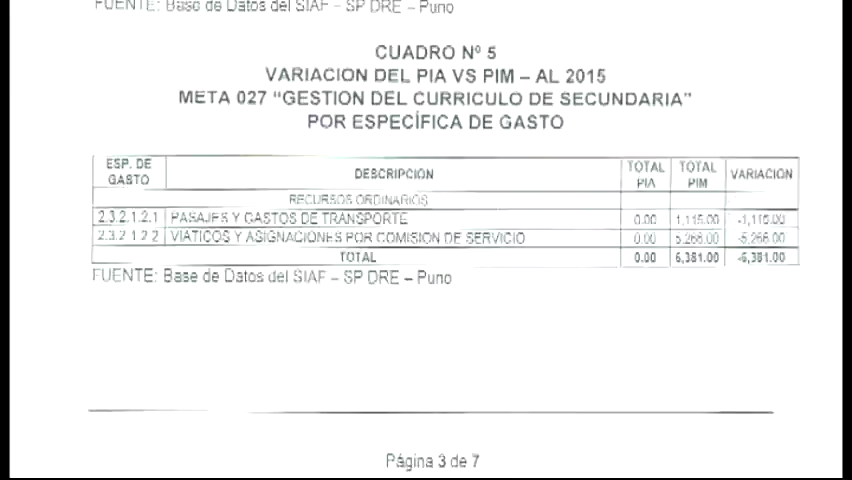 FUENTE: Base de Datos del SIAF – SP DRE – Puno
CUADRO Nº 5
VARIACION DEL PIA VS PIM – AL 2015
META 027 “GESTION DEL CURRICULO DE SECUNDARIA”
POR ESPECÍFICA DE GASTO
ESP. DE GASTO DESCRIPCION TOTAL PIA TOTAL PIM VARIACION
RECURSOS ORDINARIOS
2.3.2.1.2.1 PASAJES Y GASTOS DE TRANSPORTE 0.00 1,115.00 -1,115.00
2.3.2.1.2.2 VIATICOS Y ASIGNACIONES POR COMISION DE SERVICIO 0.00 5,266.00 -5,266.00
TOTAL 0.00 6,381.00 -6,381.00
FUENTE: Base de Datos del SIAF – SP DRE – Puno
Página 3 de 7